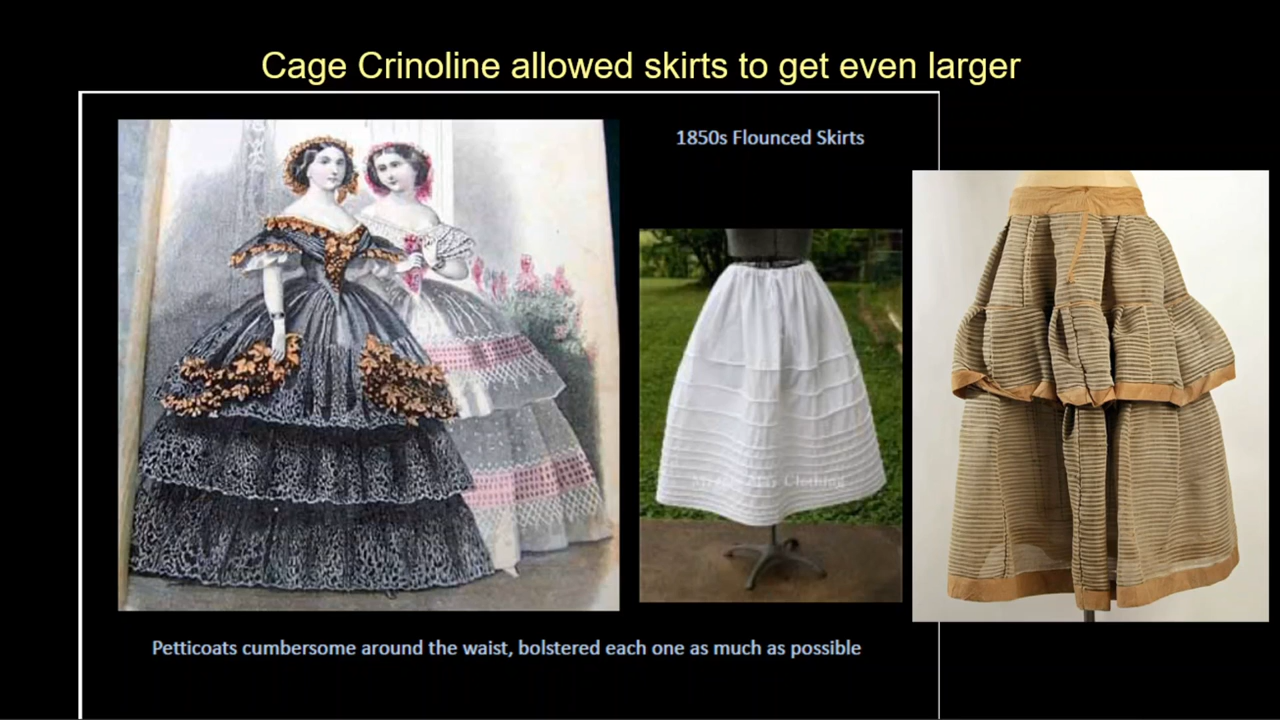 Cage Crinoline allowed skirts to get even larger
1850s Flounced Skirts
Petticoats cumbersome around the waist, bolstered each one as much as possible